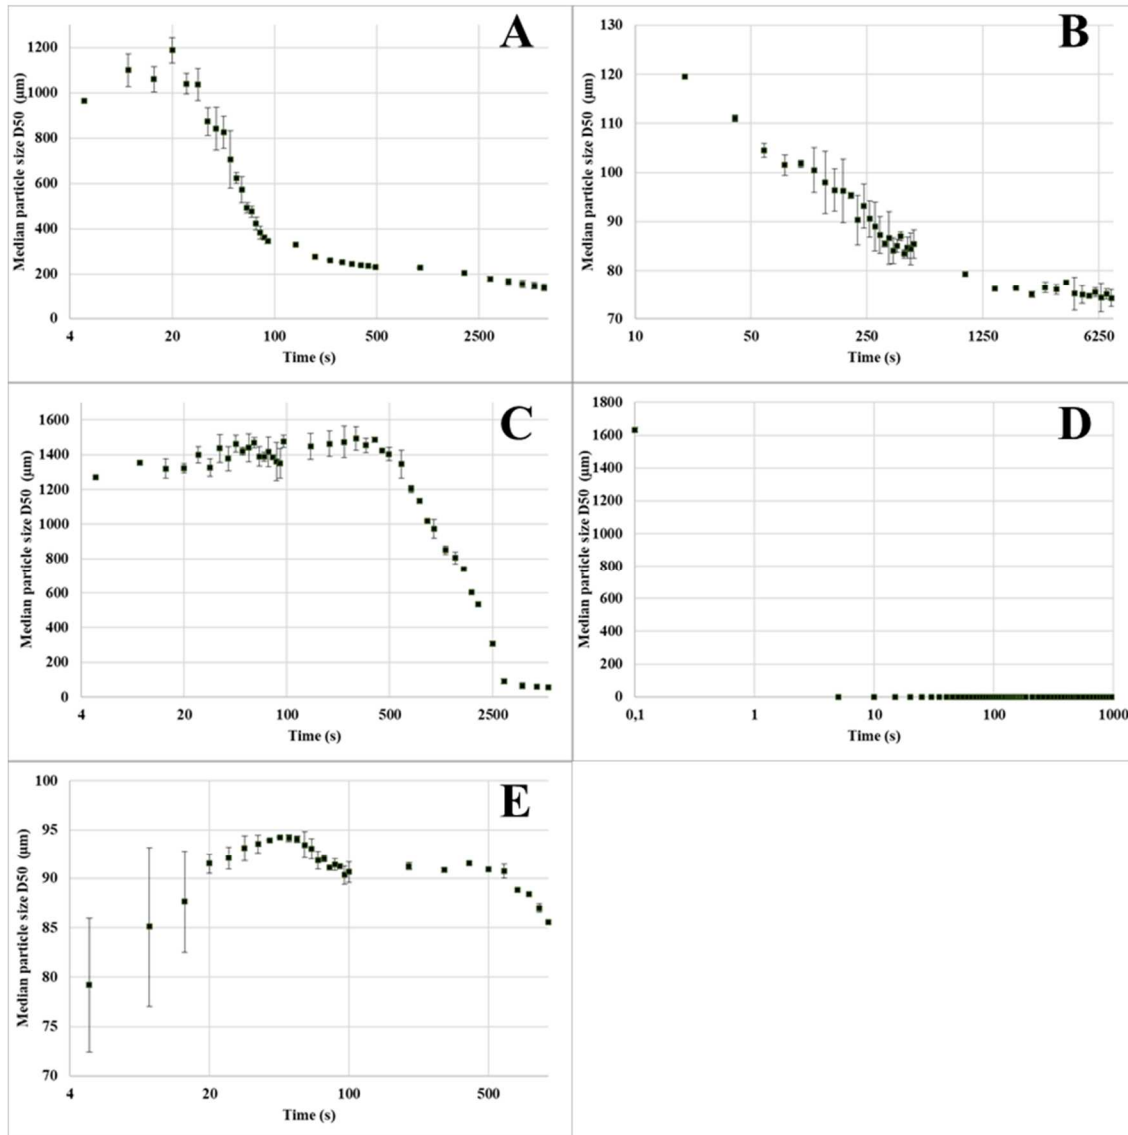 A
Median particle size D50 (µm)
1200
1000
800
600
400
200
0
4 20 100 500 2500
Time (s)
B
Median particle size D50 (µm)
130
120
110
100
90
80
70
10 50 250 1250 6250
Time (s)
C
Median particle size D50 (µm)
1600
1400
1200
1000
800
600
400
200
0
4 20 100 500 2500
Time (s)
D
Median particle size D50 (µm)
1800
1600
1400
1200
1000
800
600
400
200
0
0,1 1 10 100 1000
Time (s)
E
Median particle size D50 (µm)
100
95
90
85
80
75
70
4 20 100 500
Time (s)